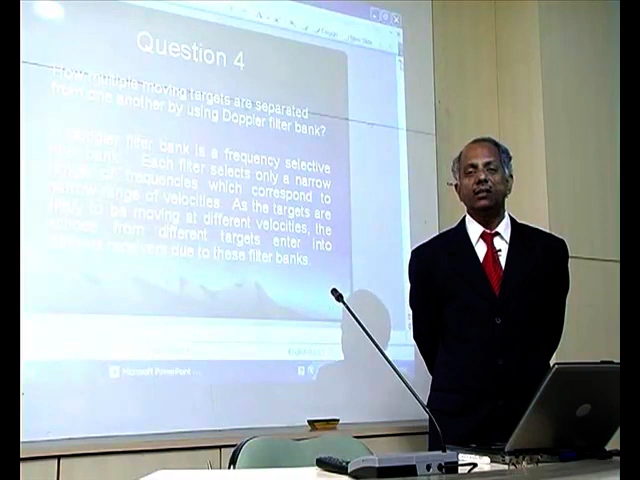 Design
New Slide
Question 4
How multiple moving targets are separated
from one another by using Doppler filter bank?
Doppler filter bank is a frequency selective
filter bank. Each filter selects only a narrow
range of frequencies which correspond to
narrow range of velocities. As the targets are
likely to be moving at different velocities, the
echoes from different targets enter into
receivers due to these filter banks.
Microsoft PowerPoint